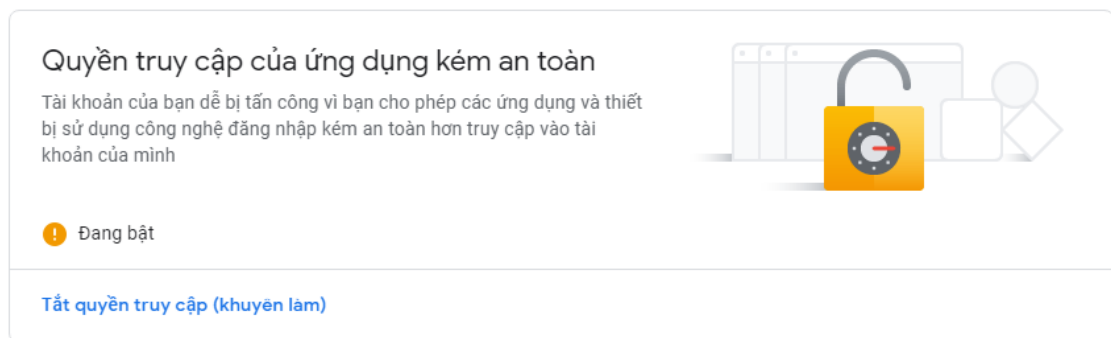 Quyền truy cập của ứng dụng kém an toàn
Tài khoản của bạn dễ bị tấn công vì bạn cho phép các ứng dụng và thiết
bị sử dụng công nghệ đăng nhập kém an toàn hơn truy cập vào tài
khoản của mình
Đang bật
Tắt quyền truy cập (khuyên làm)